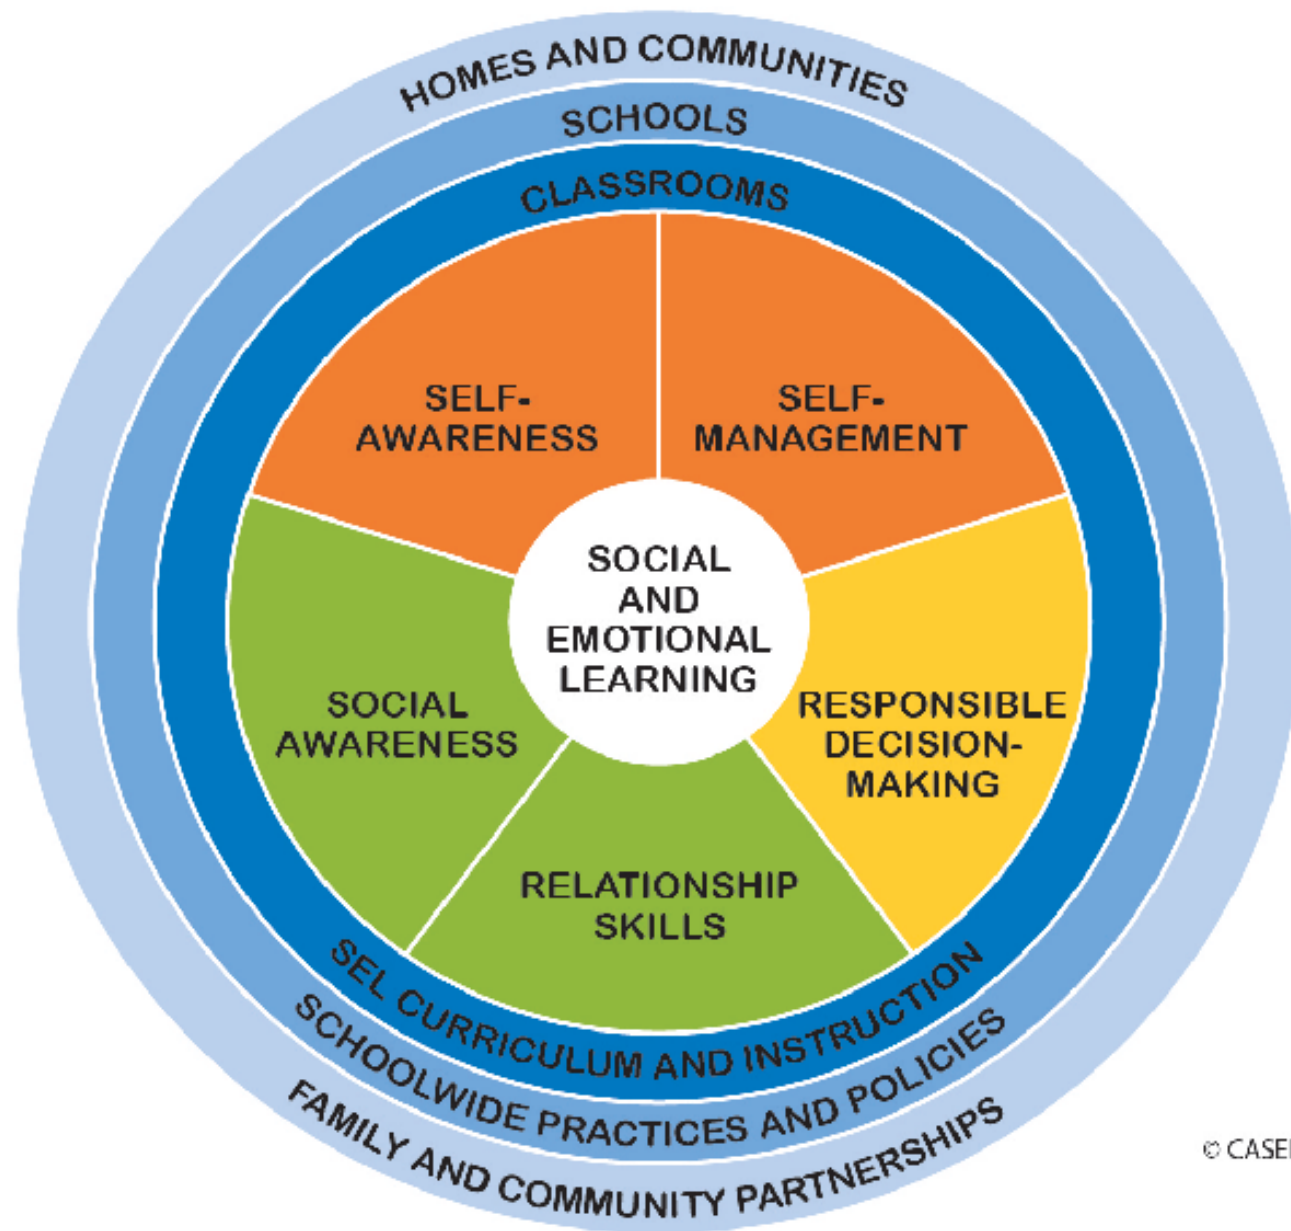 HOMES AND COMMUNITIES
SCHOOLS
CLASSROOMS
SELF-
AWARENESS
SELF-
MANAGEMENT
SOCIAL
AND
EMOTIONAL
LEARNING
SOCIAL
AWARENESS
RESPONSIBLE
DECISION-
MAKING
RELATIONSHIP
SKILLS
SEL CURRICULUM AND INSTRUCTION
SCHOOLWIDE PRACTICES AND POLICIES
FAMILY AND COMMUNITY PARTNERSHIPS
©